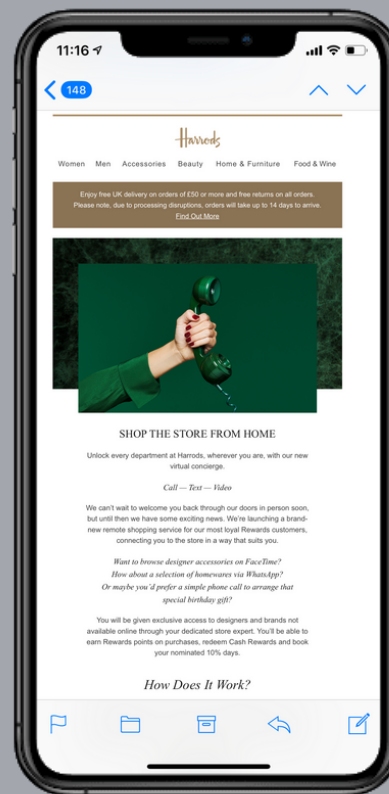 11:16
148
Harrods
Women Men Accessories Beauty Home & Furniture Food & Wine
Enjoy free UK delivery on orders of £50 or more and free returns on all orders.
Please note, due to processing disruptions, orders will take up to 14 days to arrive.
Find Out More
SHOP THE STORE FROM HOME
Unlock every department at Harrods, wherever you are, with our new
virtual concierge.
Call — Text — Video
We can't wait to welcome you back through our doors in person soon,
but until then we have some exciting news. We're launching a brand-
new remote shopping service for our most loyal Rewards customers,
connecting you to the store in a way that suits you.
Want to browse designer accessories on FaceTime?
How about a selection of homewares via WhatsApp?
Or maybe you'd prefer a simple phone call to arrange that
special birthday gift?
You will be given exclusive access to designers and brands not
available online through your dedicated store expert. You'll be able to
earn Rewards points on purchases, redeem Cash Rewards and book
your nominated 10% days.
How Does It Work?